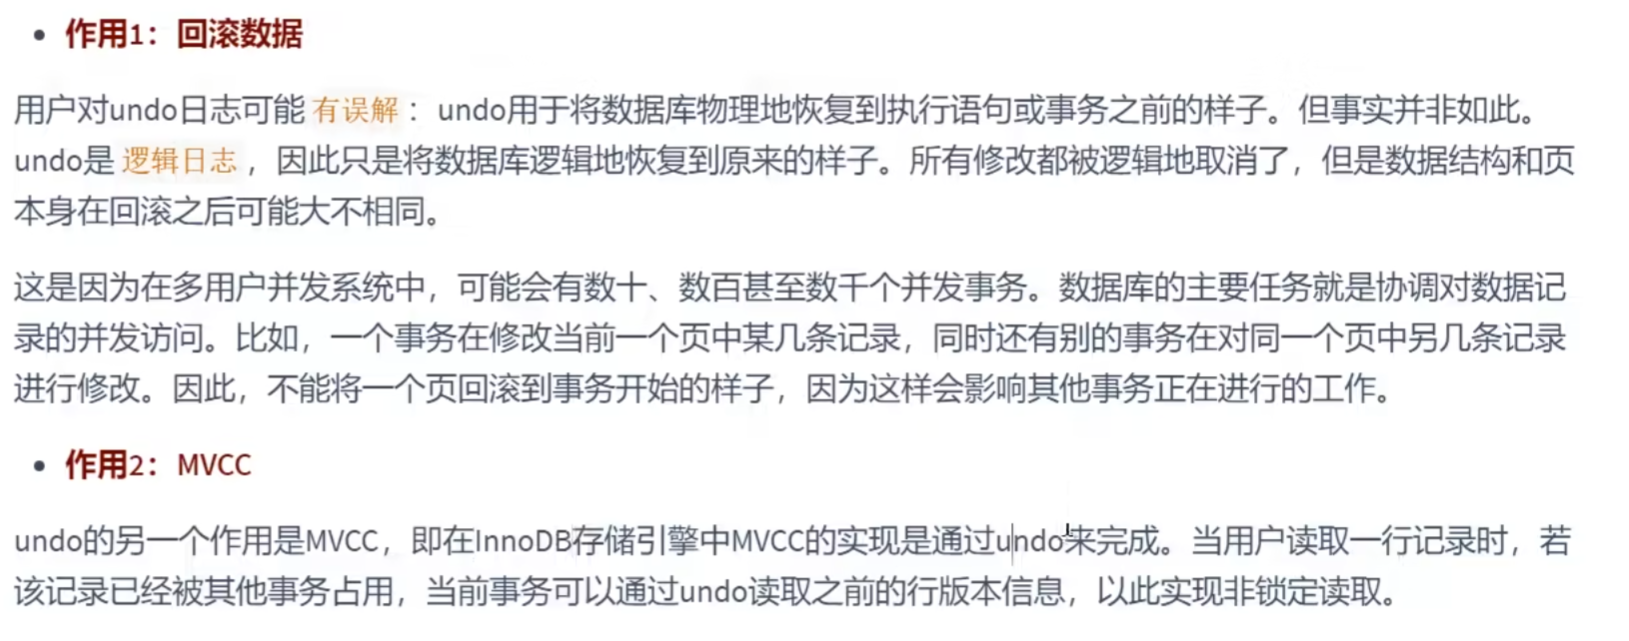 • 作用1：回滚数据
用户对undo日志可能 有误解 ：undo用于将数据库物理地恢复到执行语句或事务之前的样子。但事实并非如此。
undo是 逻辑日志 ，因此只是将数据库逻辑地恢复到原来的样子。所有修改都被逻辑地取消了，但是数据结构和页
本身在回滚之后可能大不相同。
这是因为在多用户并发系统中，可能会有数十、数百甚至数千个并发事务。数据库的主要任务就是协调对数据记
录的并发访问。比如，一个事务在修改当前一个页中某几条记录，同时还有别的事务在对同一个页中另几条记录
进行修改。因此，不能将一个页回滚到事务开始的样子，因为这样会影响其他事务正在进行的工作。
• 作用2：MVCC
undo的另一个作用是MVCC，即在InnoDB存储引擎中MVCC的实现是通过undo来完成。当用户读取一行记录时，若
该记录已经被其他事务占用，当前事务可以通过undo读取之前的行版本信息，以此实现非锁定读取。